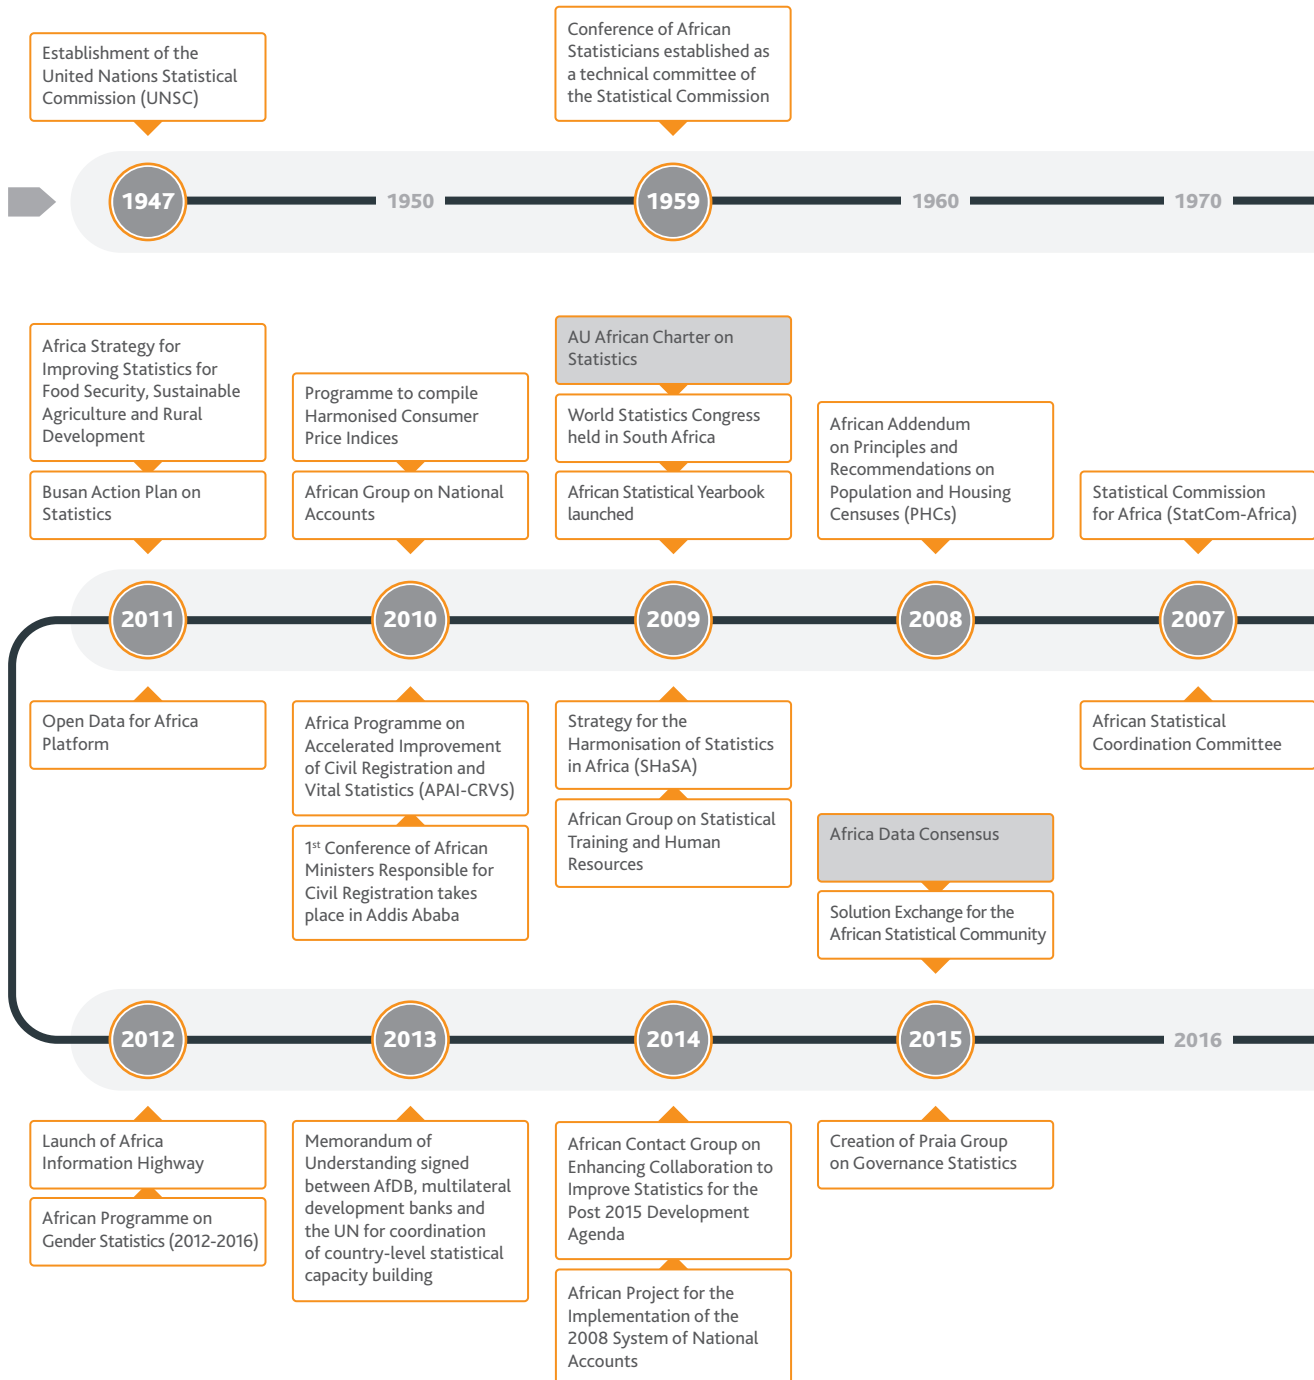 Establishment of the
United Nations Statistical
Commission (UNSC)
Conference of African
Statisticians established as
a technical committee of
the Statistical Commission
1947
1950
1959
1960
1970
Africa Strategy for
Improving Statistics for
Food Security, Sustainable
Agriculture and Rural
Development
Busan Action Plan on
Statistics
Programme to compile
Harmonised Consumer
Price Indices
African Group on National
Accounts
AU African Charter on
Statistics
World Statistics Congress
held in South Africa
African Statistical Yearbook
launched
African Addendum
on Principles and
Recommendations on
Population and Housing
Censuses (PHCs)
Statistical Commission
for Africa (StatCom-Africa)
2011
2010
2009
2008
2007
Open Data for Africa
Platform
Africa Programme on
Accelerated Improvement
of Civil Registration and
Vital Statistics (APAI-CRVS)
1st Conference of African
Ministers Responsible for
Civil Registration takes
place in Addis Ababa
Strategy for the
Harmonisation of Statistics
in Africa (SHaSA)
African Group on Statistical
Training and Human
Resources
African Statistical
Coordination Committee
Africa Data Consensus
Solution Exchange for the
African Statistical Community
2012
2013
2014
2015
2016
Launch of Africa
Information Highway
African Programme on
Gender Statistics (2012-2016)
Memorandum of
Understanding signed
between AfDB, multilateral
development banks and
the UN for coordination
of country-level statistical
capacity building
African Contact Group on
Enhancing Collaboration to
Improve Statistics for the
Post 2015 Development
Agenda
African Project for the
Implementation of the
2008 System of National
Accounts
Creation of Praia Group
on Governance Statistics